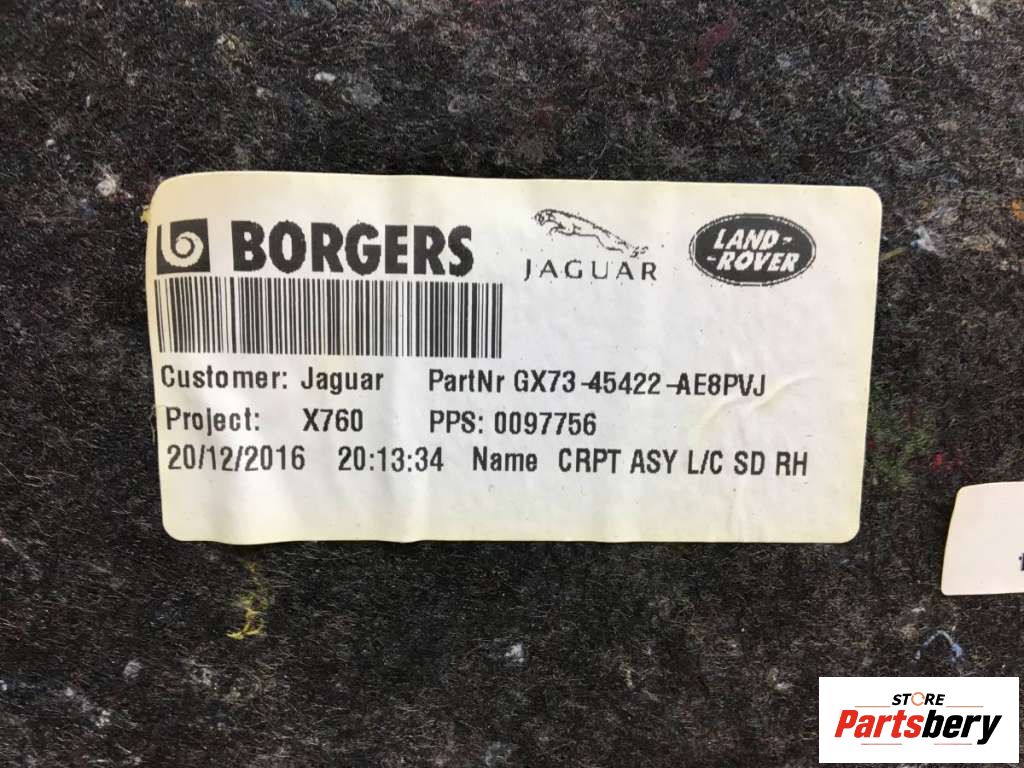 BORGERS
JAGUAR
LAND-
-ROVER
Customer: Jaguar PartNr GX73-45422-AE8PVJ
Project: X760 PPS: 0097756
20/12/2016 20:13:34 Name CRPT ASY L/C SD RH
STORE
Partsbery